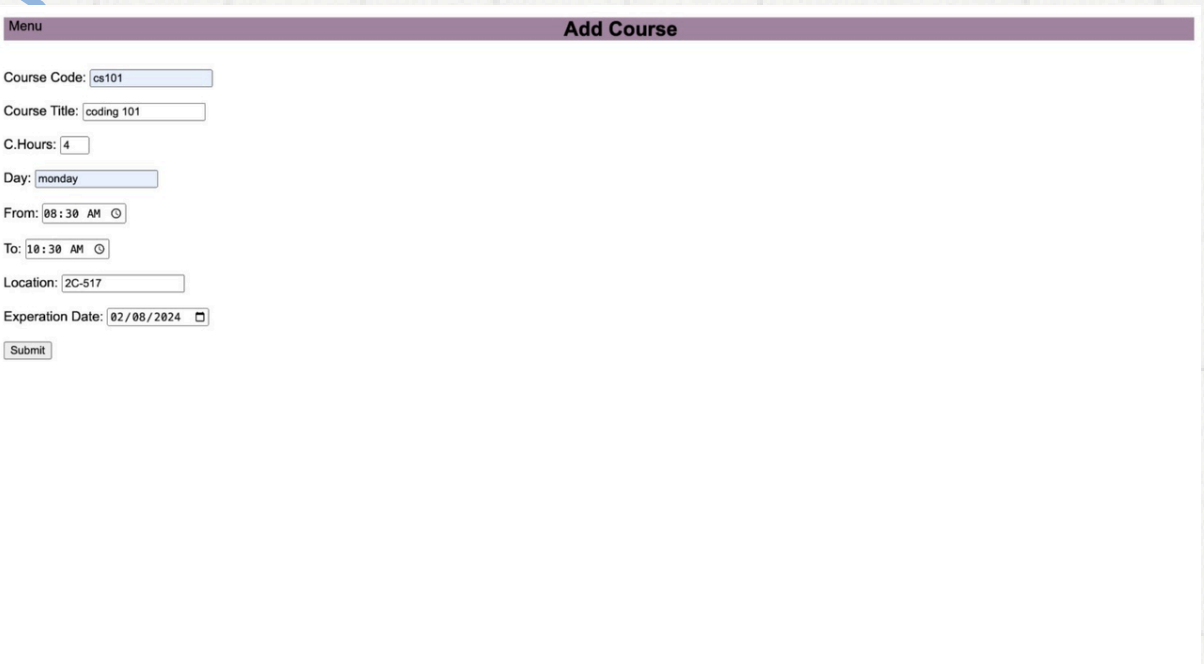 Menu
Add Course
Course Code: cs101
Course Title: coding 101
C.Hours: 4
Day: monday
From: 08:30 AM
To: 10:30 AM
Location: 2C-517
Experation Date: 02/08/2024
Submit